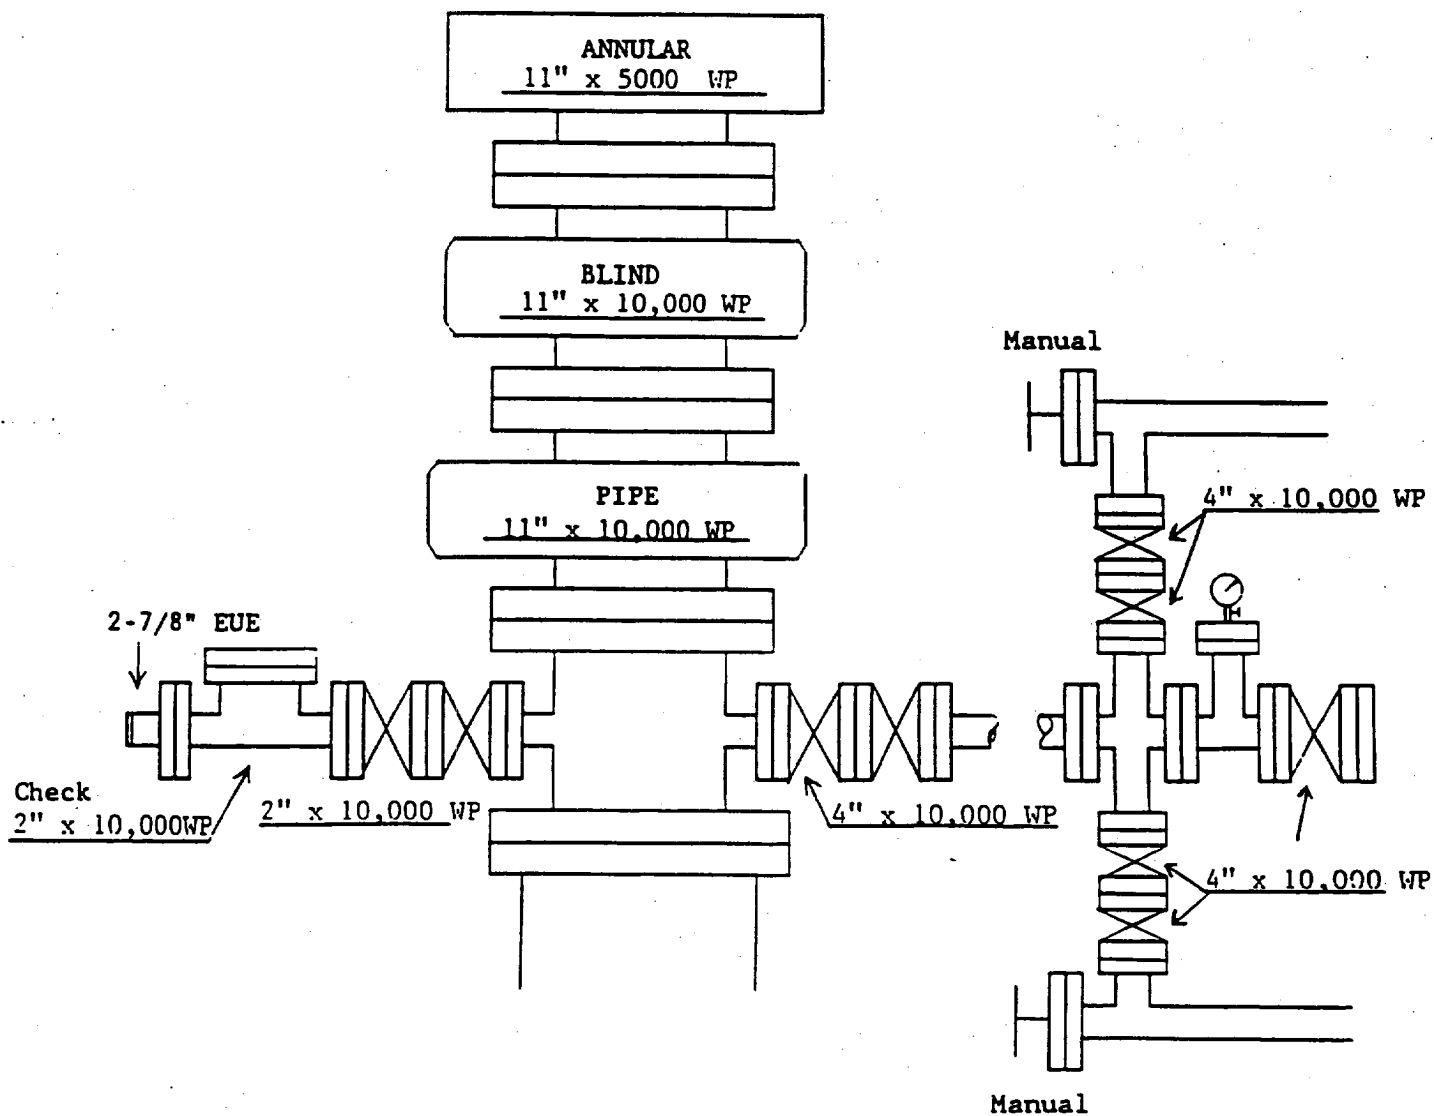 ANNULAR
11" x 5000 WP
BLIND
11" x 10,000 WP
PIPE
11" x 10,000 WP
Manual
4" x 10,000 WP
2-7/8" EUE
Check
2" x 10,000WP
2" x 10,000 WP
4" x 10,000 WP
4" x 10,000 WP
Manual